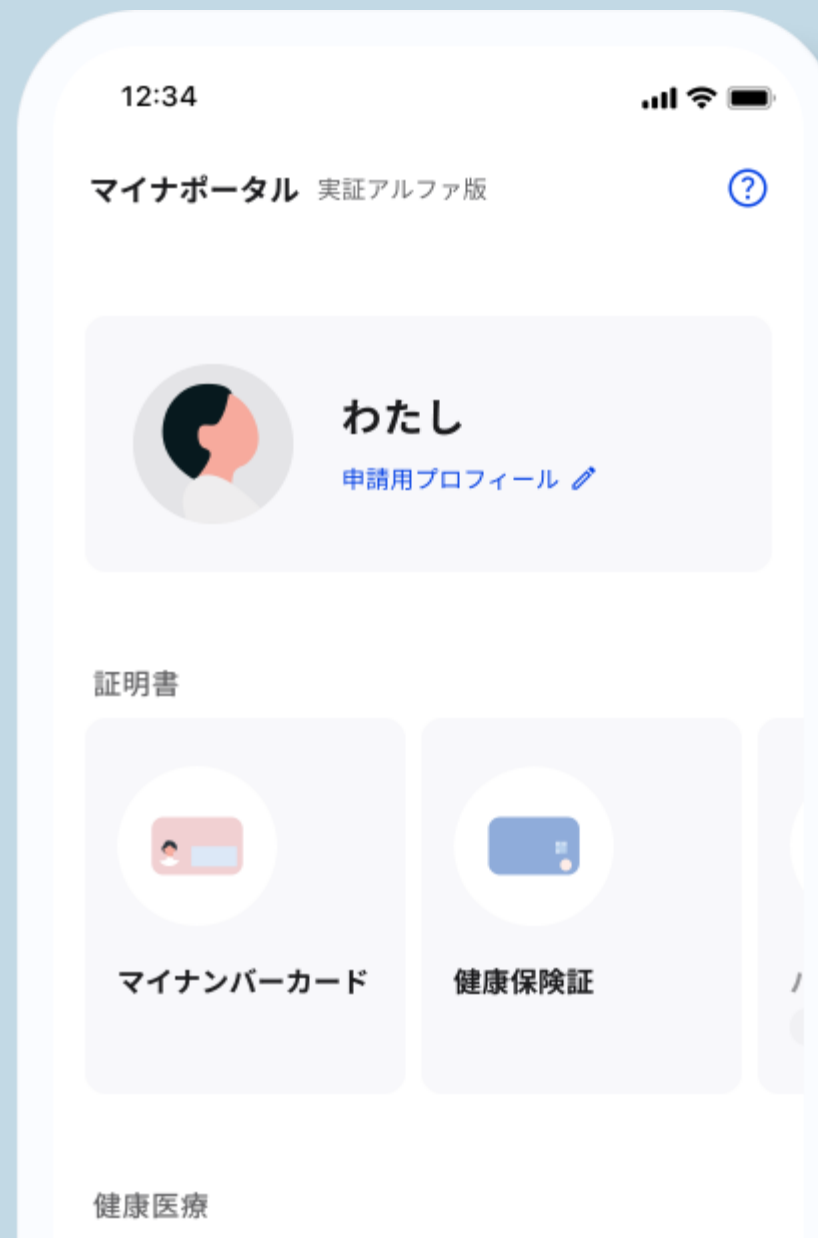 12:34
マイナポータル 実証アルファ版
わたし
申請用プロフィール
証明書
マイナンバーカード 健康保険証
健康医療